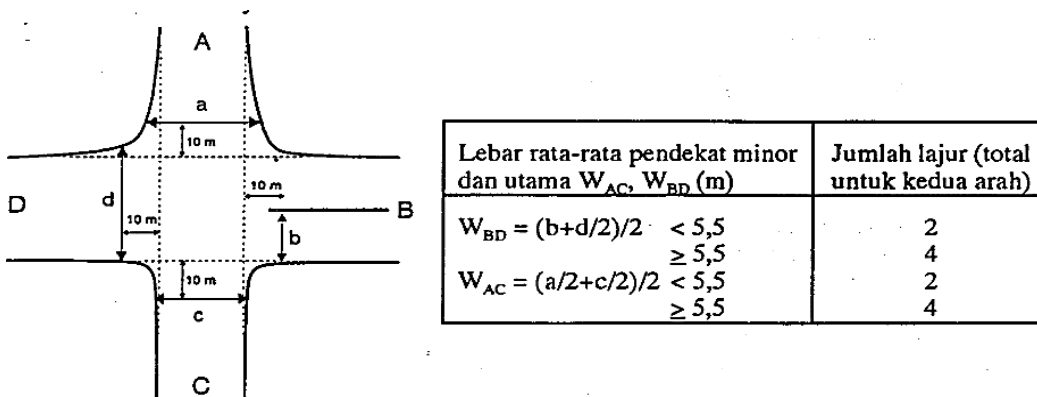 A
a
10 m
d
D
10 m
10 m
B
b
10 m
c
C
Lebar rata-rata pendekat minor
dan utama W_AC, W_BD (m)
Jumlah lajur (total
untuk kedua arah)
W_BD = (b+d/2)/2 < 5,5 2
≥ 5,5 4
W_AC = (a/2+c/2)/2 < 5,5 2
≥ 5,5 4